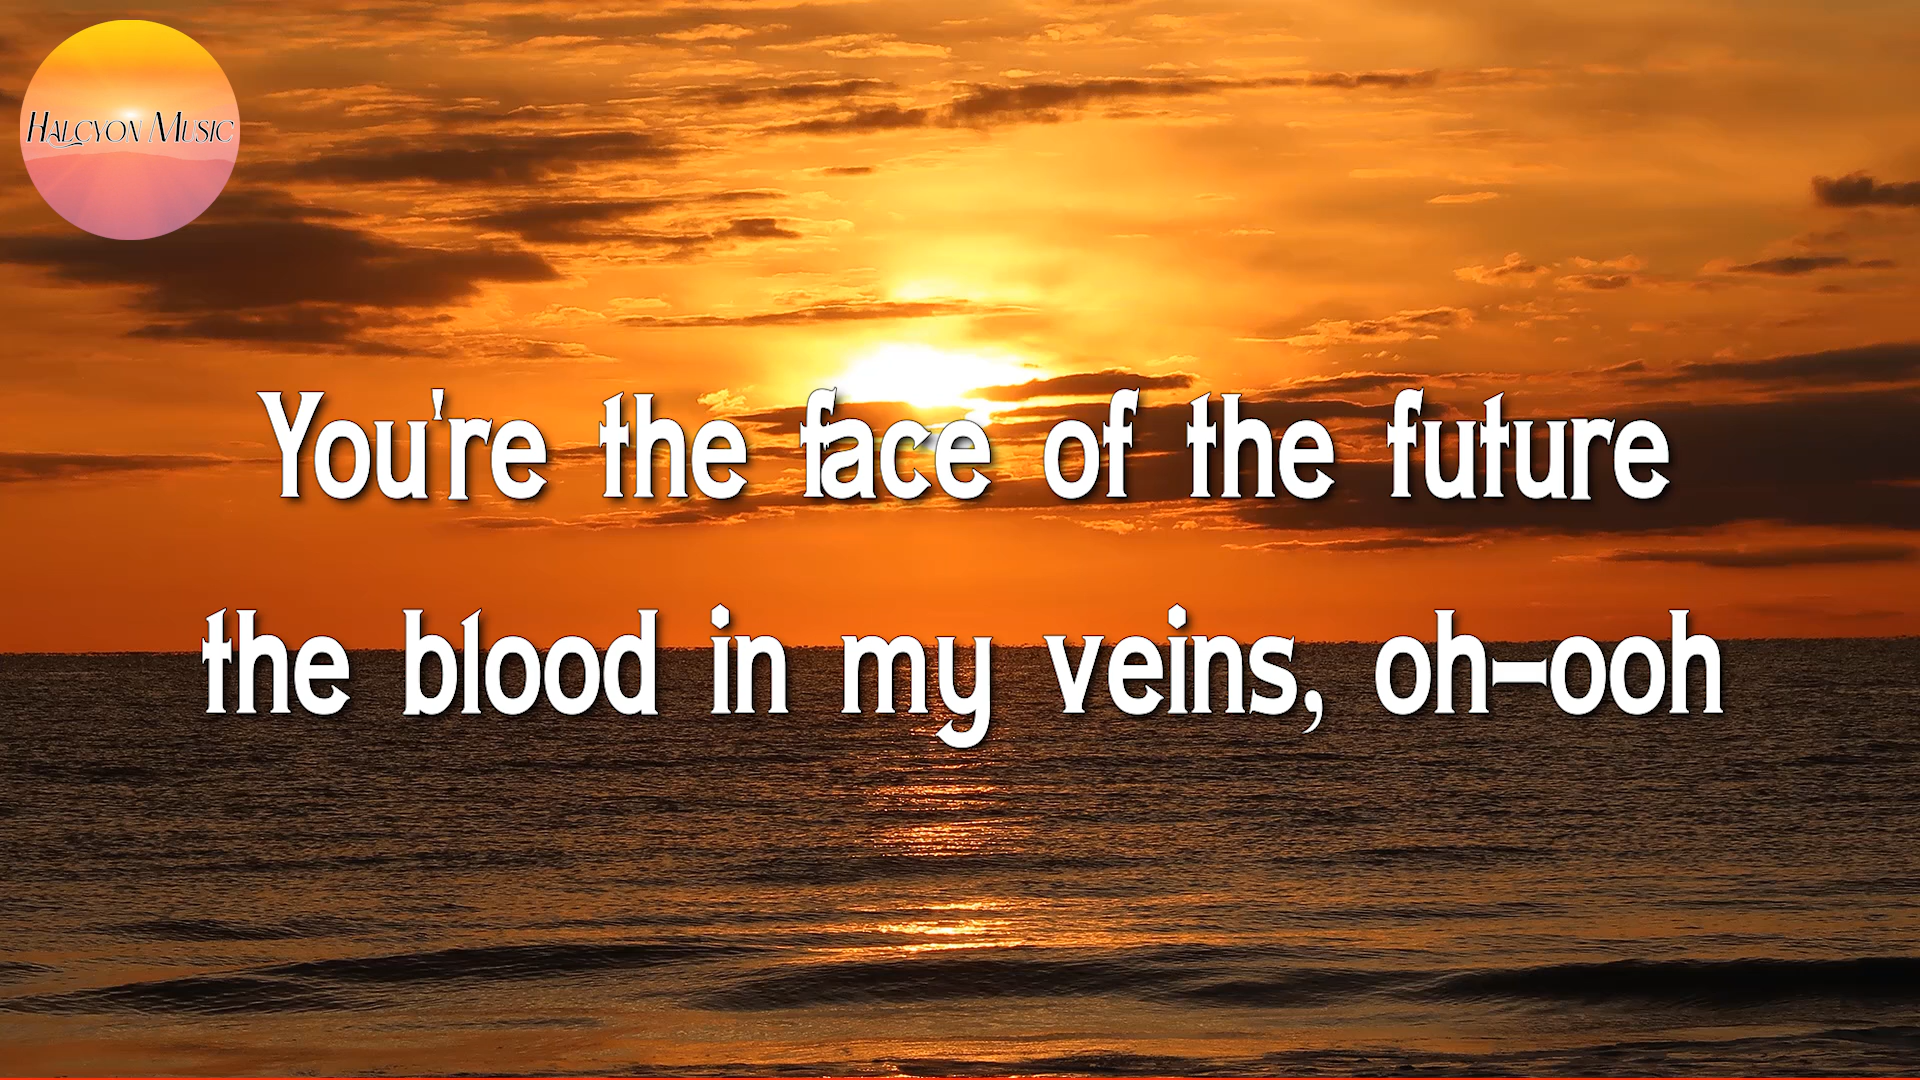 Halcyon Music
You're the face of the future
the blood in my veins, oh-ooh